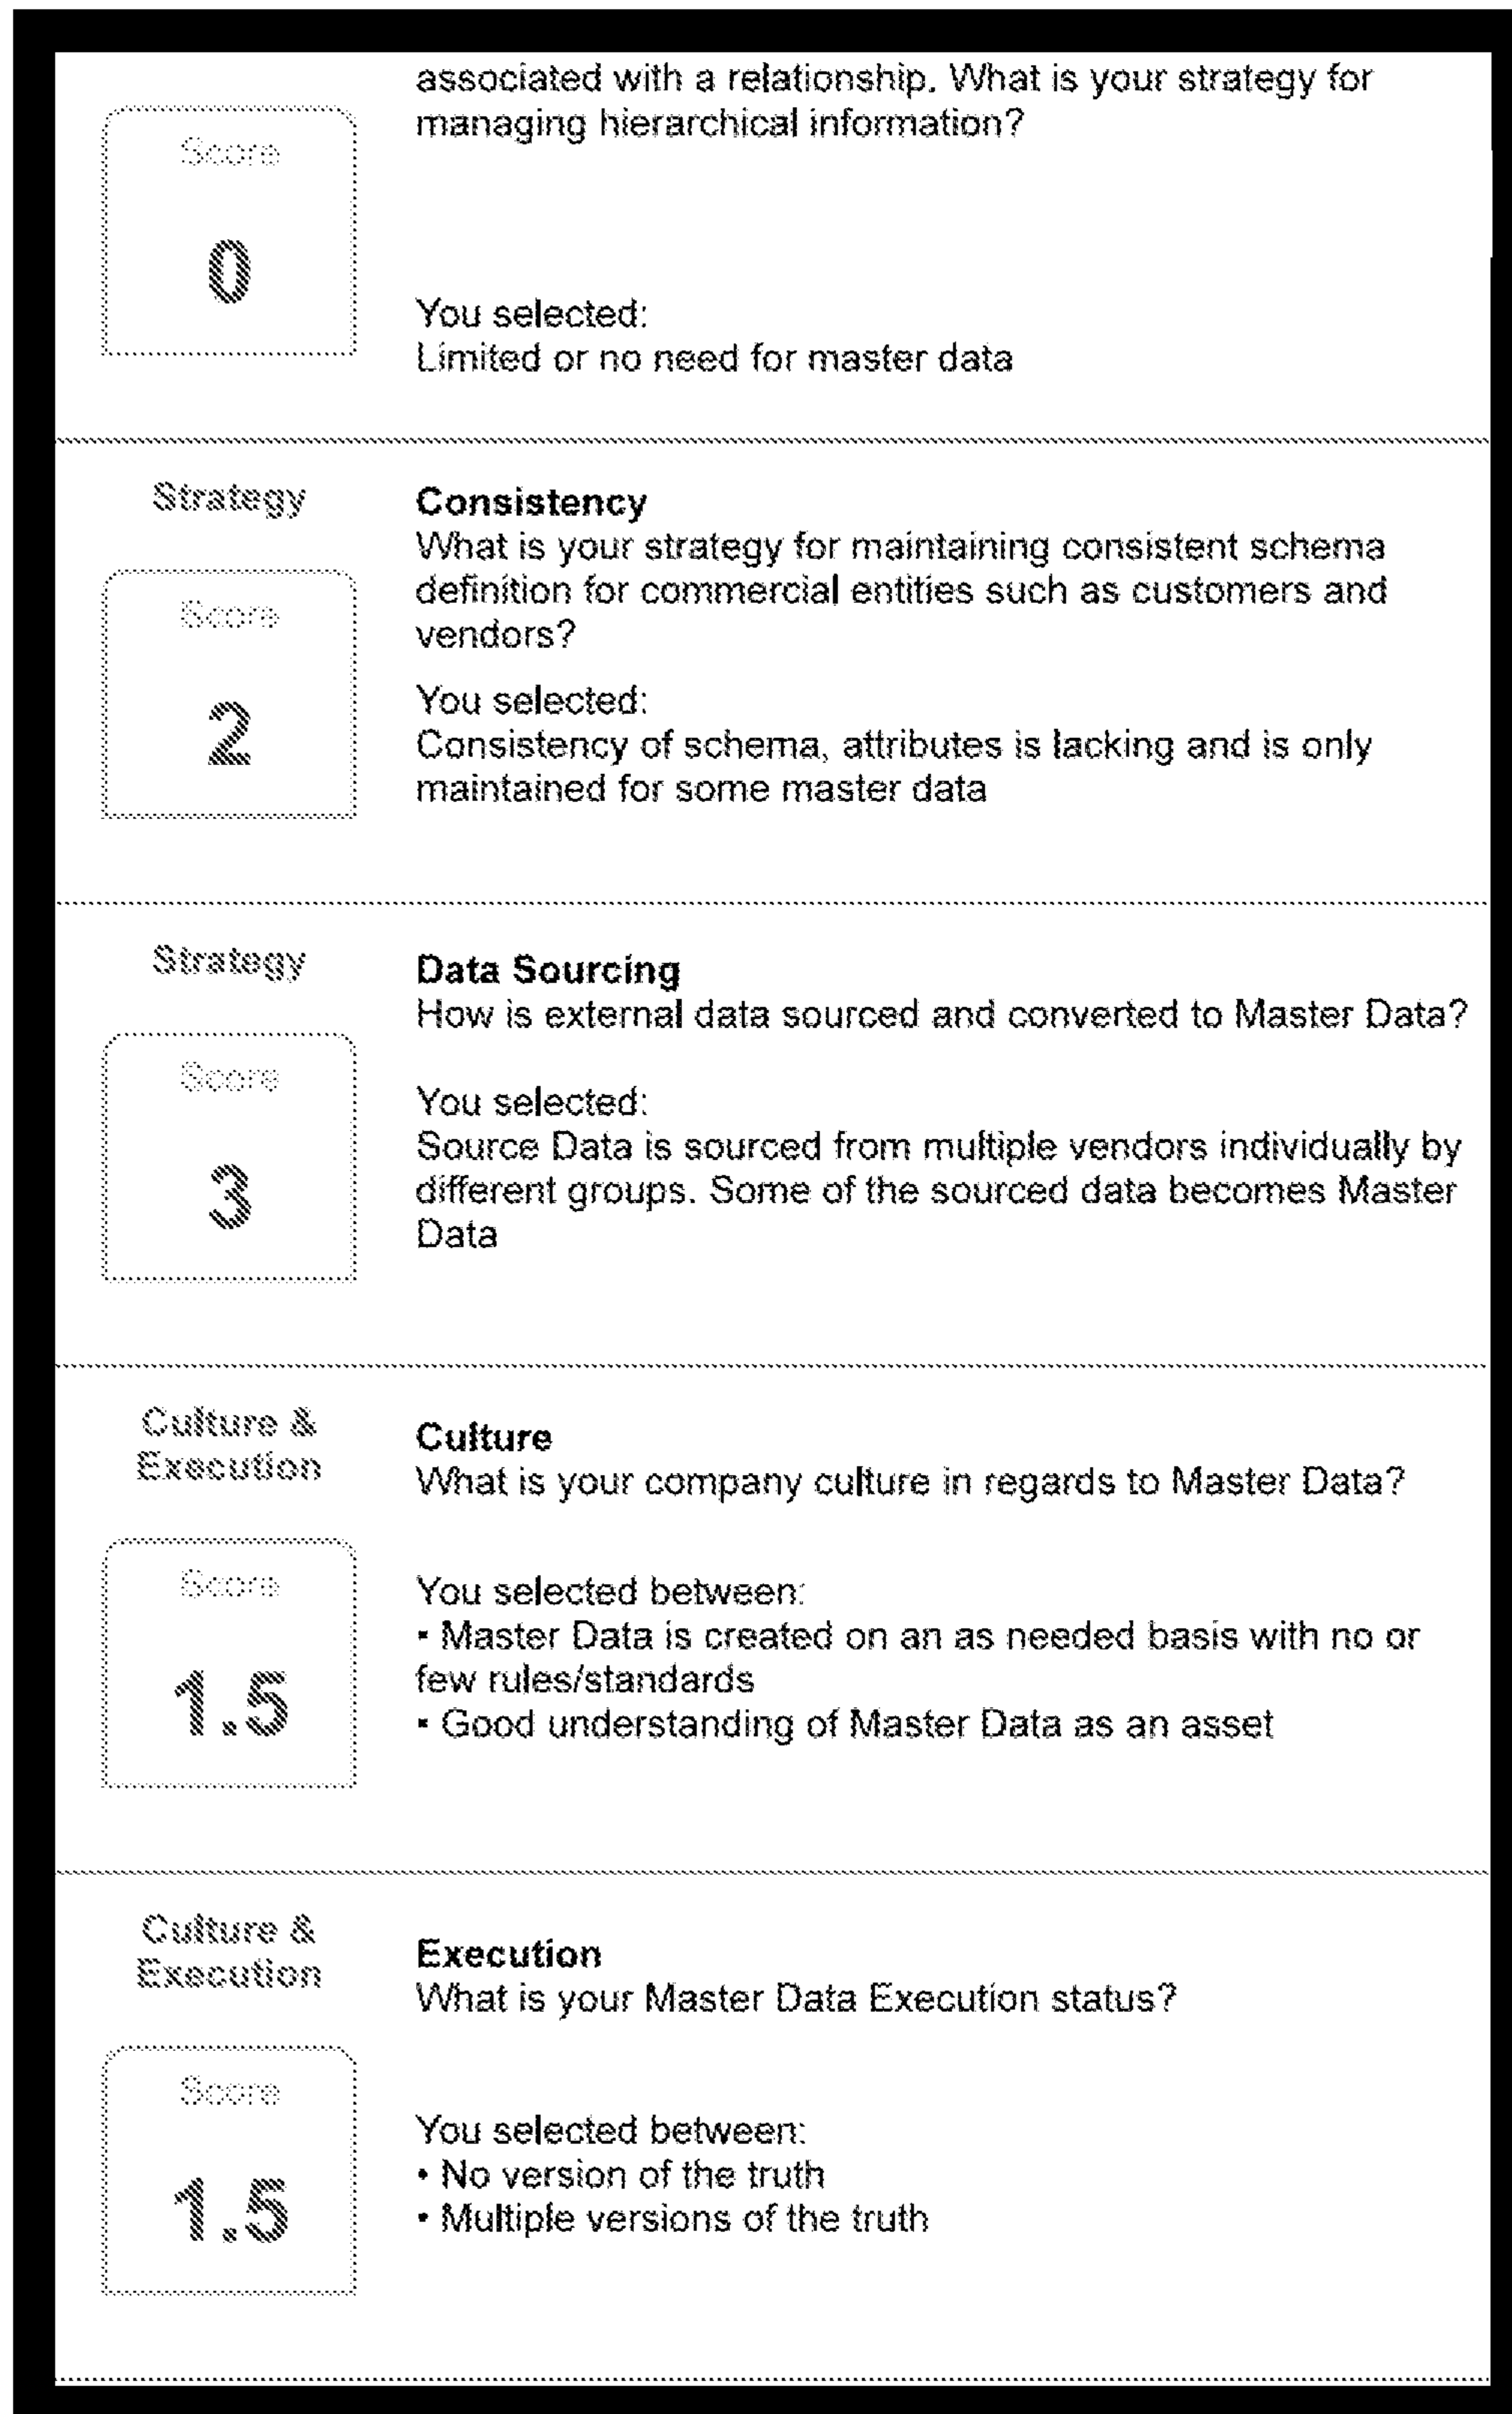 associated with a relationship. What is your strategy for
managing hierarchical information?
Score
0
You selected:
Limited or no need for master data
Strategy
Consistency
What is your strategy for maintaining consistent schema
definition for commercial entities such as customers and
vendors?
Score
2
You selected:
Consistency of schema, attributes is lacking and is only
maintained for some master data
Strategy
Data Sourcing
How is external data sourced and converted to Master Data?
Score
3
You selected:
Source Data is sourced from multiple vendors individually by
different groups. Some of the sourced data becomes Master
Data
Culture &
Execution
Culture
What is your company culture in regards to Master Data?
Score
1.5
You selected between:
▪ Master Data is created on an as needed basis with no or
few rules/standards
▪ Good understanding of Master Data as an asset
Culture &
Execution
Execution
What is your Master Data Execution status?
Score
1.5
You selected between:
• No version of the truth
• Multiple versions of the truth